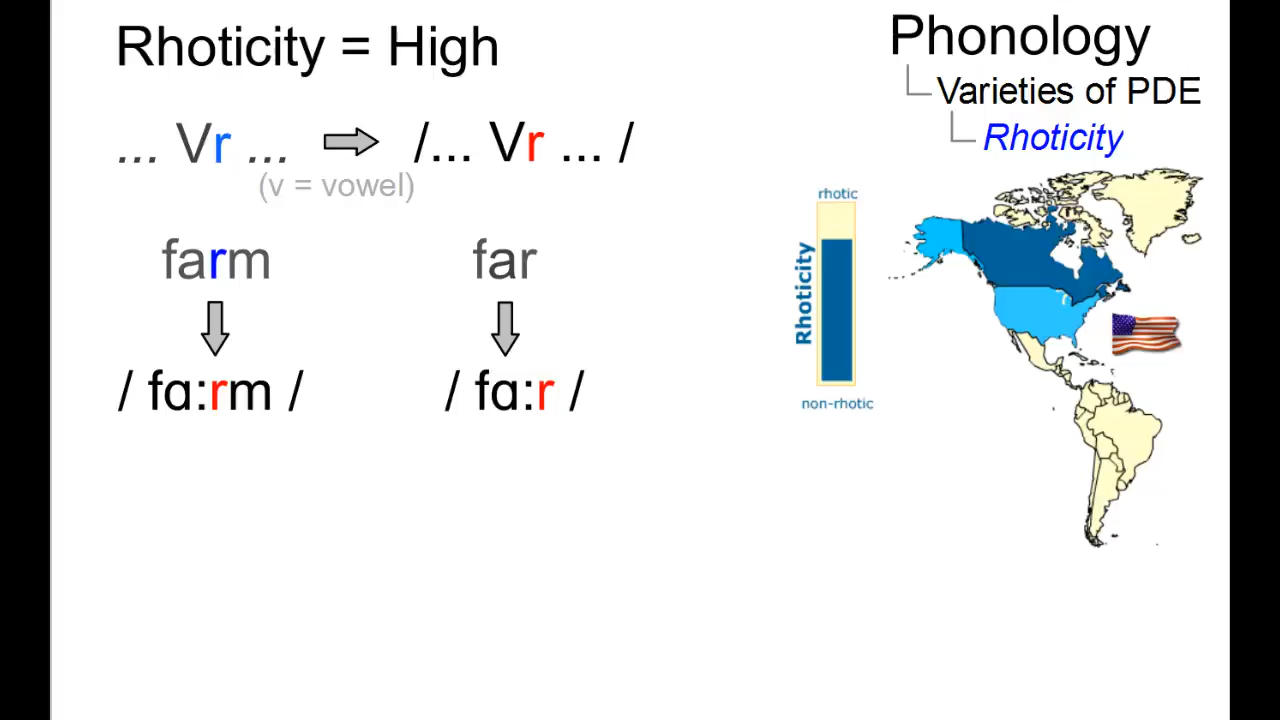 Rhoticity = High
... Vr ... /... Vr ... /
(v = vowel)
farm far
/ fɑ:rm / / fɑ:r /
Phonology
Varieties of PDE
Rhoticity
rhotic
Rhoticity
non-rhotic